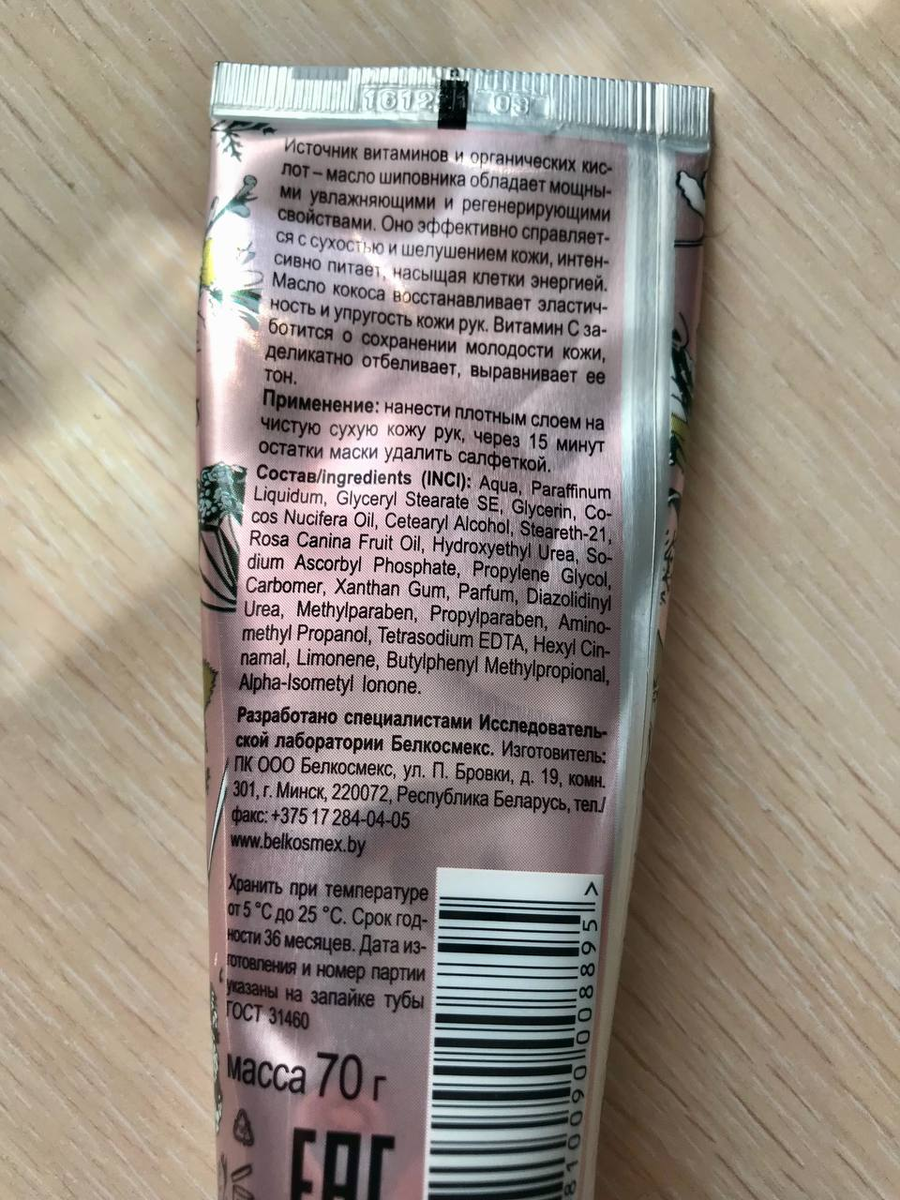 16122 1 09
Источник витаминов и органических кис-
лот – масло шиповника обладает мощны-
ми увлажняющими и регенерирующими
свойствами. Оно эффективно справляет-
ся с сухостью и шелушением кожи, интен-
сивно питает, насыщая клетки энергией.
Масло кокоса восстанавливает эластич-
ность и упругость кожи рук. Витамин С за-
ботится о сохранении молодости кожи,
деликатно отбеливает, выравнивает ее
тон.
Применение: нанести плотным слоем на
чистую сухую кожу рук, через 15 минут
остатки маски удалить салфеткой.
Состав/ingredients (INCI): Aqua, Paraffinum
Liquidum, Glyceryl Stearate SE, Glycerin, Co-
cos Nucifera Oil, Cetearyl Alcohol, Steareth-21,
Rosa Canina Fruit Oil, Hydroxyethyl Urea, So-
dium Ascorbyl Phosphate, Propylene Glycol,
Carbomer, Xanthan Gum, Parfum, Diazolidinyl
Urea, Methylparaben, Propylparaben, Amino-
methyl Propanol, Tetrasodium EDTA, Hexyl Cin-
namal, Limonene, Butylphenyl Methylpropional,
Alpha-Isometyl Ionone.
Разработано специалистами Исследователь-
ской лаборатории Белкосмекс. Изготовитель:
ПК ООО Белкосмекс, ул. П. Бровки, д. 19, комн.
301, г. Минск, 220072, Республика Беларусь, тел./
факс: +375 17 284-04-05
www.belkosmex.by
Хранить при температуре
от 5 °С до 25 °С. Срок год-
ности 36 месяцев. Дата из-
готовления и номер партии
указаны на запайке тубы
ГОСТ 31460
масса 70 г
EAC
810090 008895 >